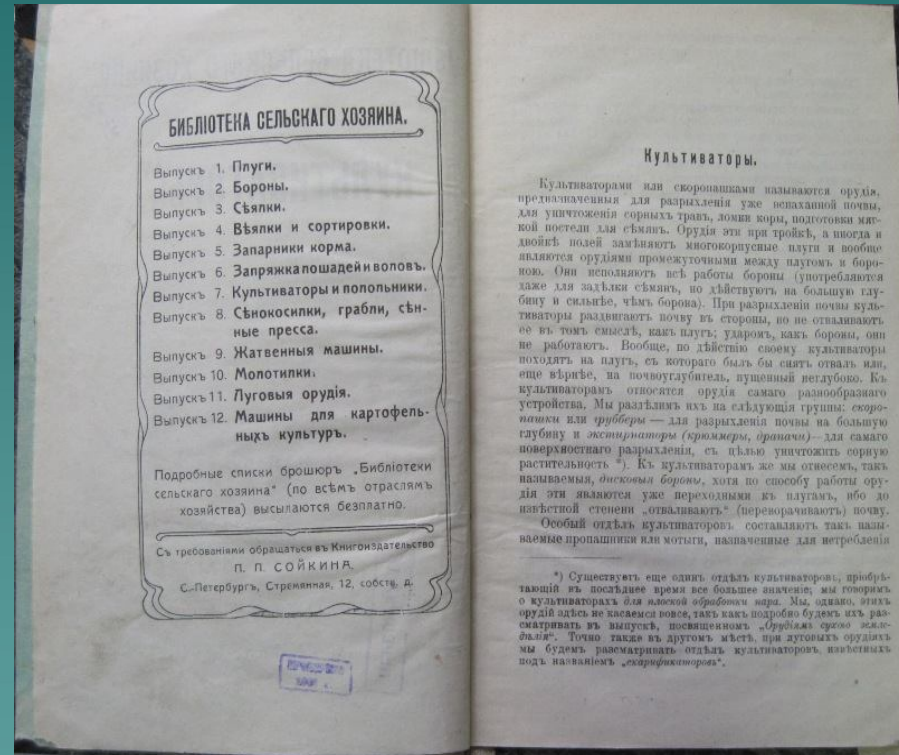 БИБЛІОТЕКА СЕЛЬСКАГО ХОЗЯИНА.
Выпускъ 1. Плуги.
Выпускъ 2. Бороны.
Выпускъ 3. Сѣялки.
Выпускъ 4. Вѣялки и сортировки.
Выпускъ 5. Запарники корма.
Выпускъ 6. Запряжка лошадей и воловъ.
Выпускъ 7. Культиваторы и полольники.
Выпускъ 8. Сѣнокосилки, грабли, сѣн-
ные пресса.
Выпускъ 9. Жатвенныя машины.
Выпускъ 10. Молотилки.
Выпускъ 11. Луговыя орудія.
Выпускъ 12. Машины для картофель-
ныхъ культуръ.
Подробные списки брошюръ „Библіотеки
сельскаго хозяина“ (по всѣмъ отраслямъ
хозяйства) высылаются безплатно.
Съ требованіями обращаться въ Книгоиздательство
П. П. СОЙКИНА,
С.-Петербургъ, Стремянная, 12, собств. д.
Культиваторы.
Культиваторами или скоропашками называются орудія,
предназначенныя для разрыхленія уже вспаханной почвы,
для уничтоженія сорныхъ травъ, ломки коры, подготовки мяг-
кой постели для сѣмянъ. Орудія эти при тройкѣ, а иногда и
двойкѣ полей замѣняютъ многокорпусные плуги и вообще
являются орудіями промежуточными между плугомъ и боро-
ною. Они исполняютъ всѣ работы бороны (употребляются
даже для задѣлки сѣмянъ, но дѣйствуютъ на большую глу-
бину и сильнѣе, чѣмъ борона). При разрыхленіи почвы куль-
тиваторы раздвигаютъ почву въ стороны, но не отваливаютъ
ее въ томъ смыслѣ, какъ плугъ; ударомъ, какъ бороны, они
не работаютъ. Вообще, по дѣйствію своему культиваторы
походятъ на плугъ, съ котораго былъ бы снятъ отвалъ или,
еще вѣрнѣе, на почвоуглубитель, пущенный неглубоко. Къ
культиваторамъ относятся орудія самаго разнообразнаго
устройства. Мы раздѣлимъ ихъ на слѣдующія группы: скоро-
пашки или грубберы — для разрыхленія почвы на большую
глубину и экстирпаторы (крюммеры, драпачи)—для самаго
поверхностнаго разрыхленія, съ цѣлью уничтожить сорную
растительность *). Къ культиваторамъ же мы отнесемъ, такъ
называемыя, дисковыя бороны, хотя по способу работы ору-
дія эти являются уже переходными къ плугамъ, ибо до
извѣстной степени „отваливаютъ“ (переворачиваютъ) почву.
Особый отдѣлъ культиваторовъ составляютъ такъ назы-
ваемые пропашники или мотыги, назначенные для истребленія
*) Существуетъ еще одинъ отдѣлъ культиваторовъ, пріобрѣ-
тающій въ послѣднее время все большее значеніе; мы говоримъ
о культиваторахъ для плоской обработки пара. Мы, однако, этихъ
орудій здѣсь не касаемся вовсе, такъ какъ подробно будемъ ихъ раз-
сматривать въ выпускѣ, посвященномъ „Орудіямъ сухого земле-
дѣлія“. Точно также въ другомъ мѣстѣ, при луговыхъ орудіяхъ
мы будемъ разсматривать отдѣлъ культиваторовъ, извѣстныхъ
подъ названіемъ „скарификаторовъ“.